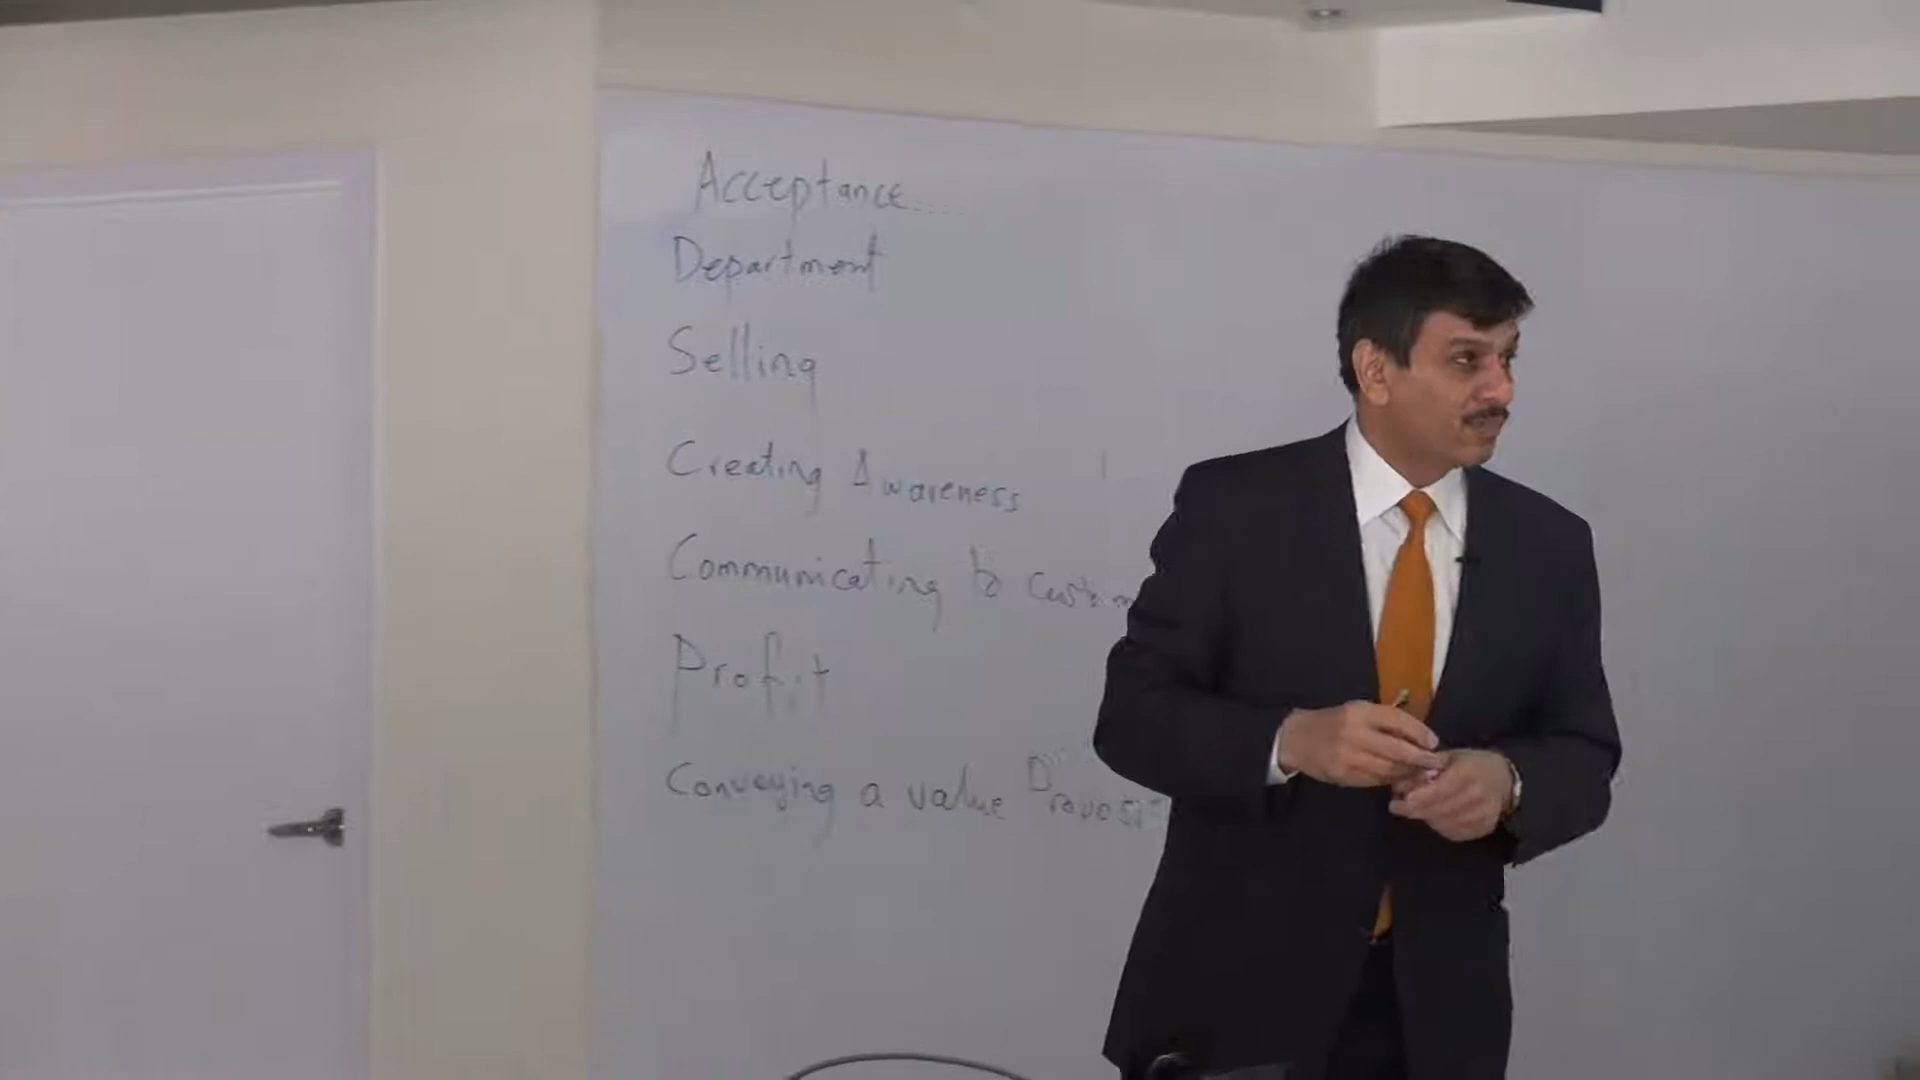 Acceptance.....
Department
Selling
Creating Awareness
Communicating to
Profit
Conveying a value